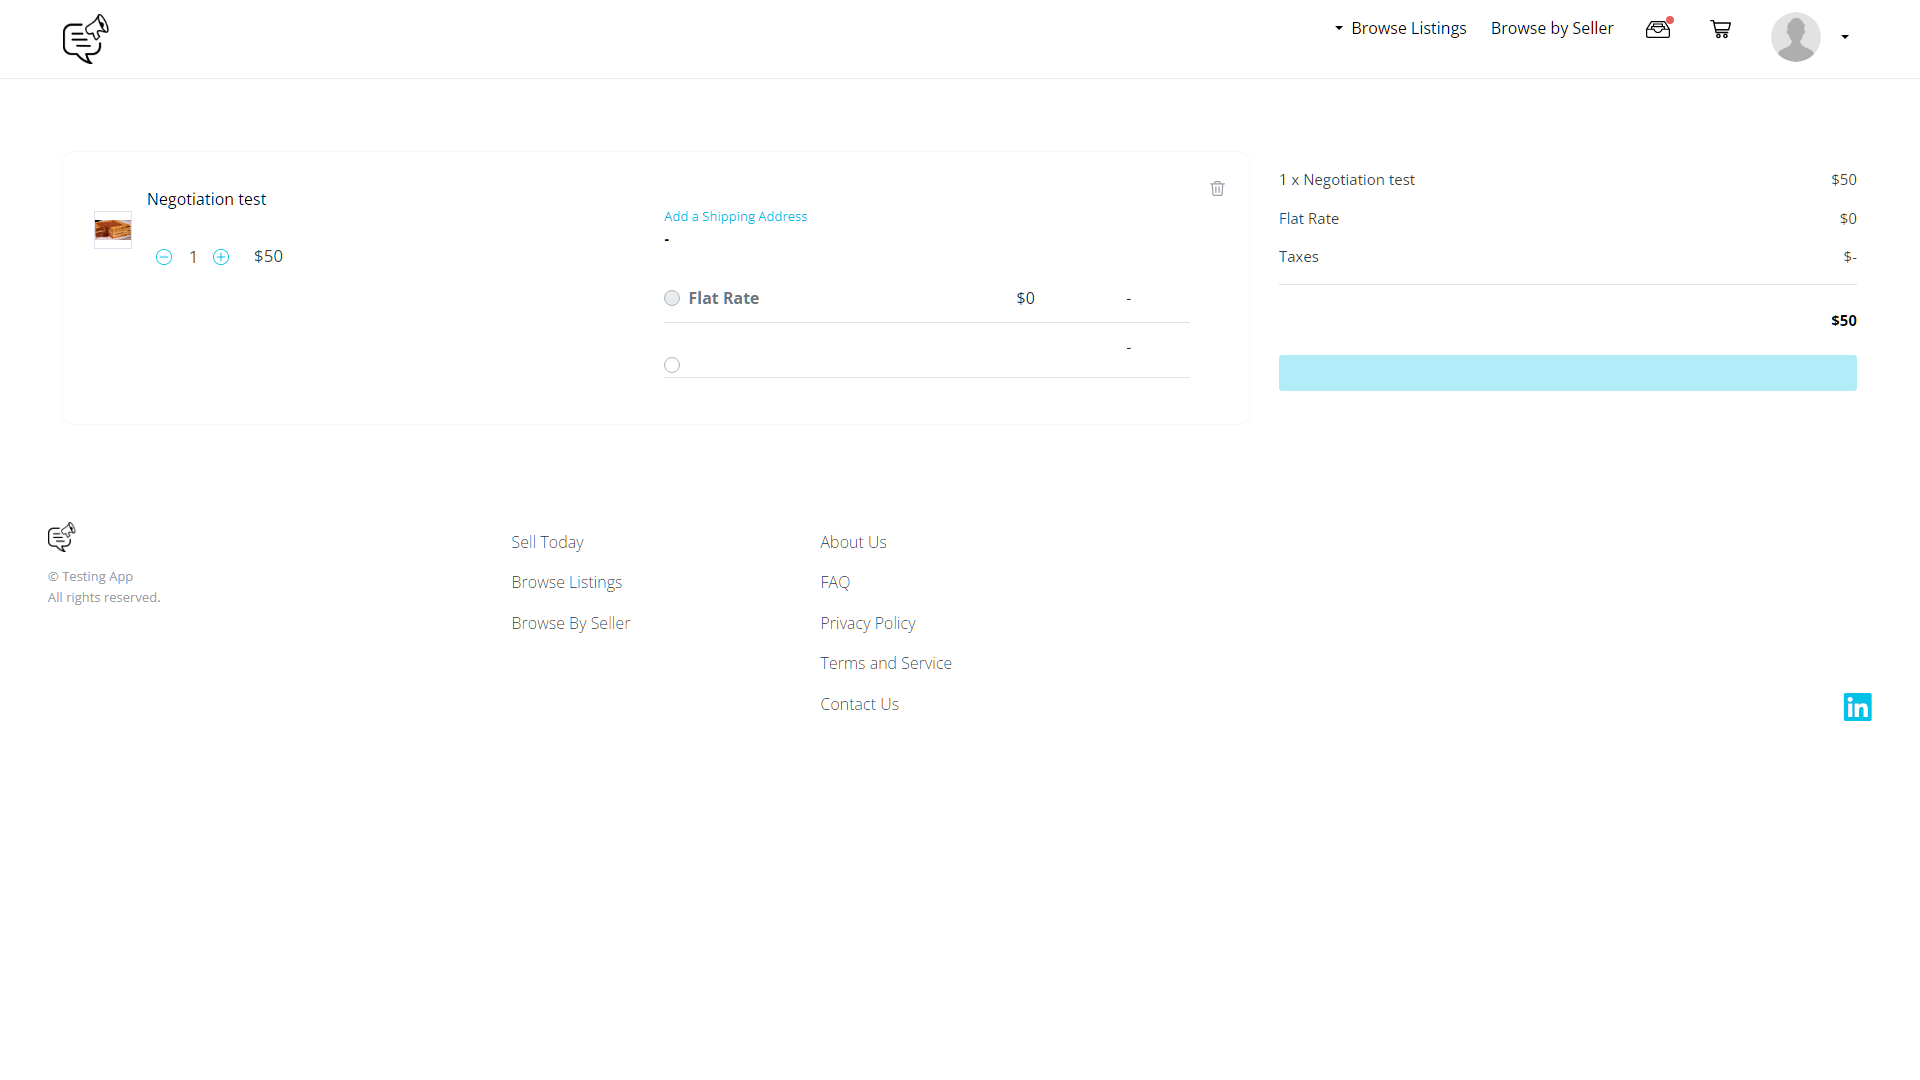 Browse Listings
Browse by Seller
Negotiation test
1
$50
Add a Shipping Address
-
Flat Rate
$0
-
-
1 x Negotiation test
$50
Flat Rate
$0
Taxes
$-
$50
© Testing App
All rights reserved.
Sell Today
Browse Listings
Browse By Seller
About Us
FAQ
Privacy Policy
Terms and Service
Contact Us
in